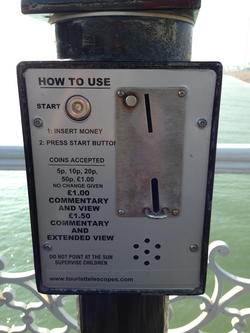 HOW TO USE
START
1: INSERT MONEY
2: PRESS START BUTTON
COINS ACCEPTED
5p, 10p, 20p,
50p, £1.00
NO CHANGE GIVEN
£1.00
COMMENTARY
AND VIEW
£1.50
COMMENTARY
AND
EXTENDED VIEW
DO NOT POINT AT THE SUN
SUPERVISE CHILDREN
www.touristtelescopes.com